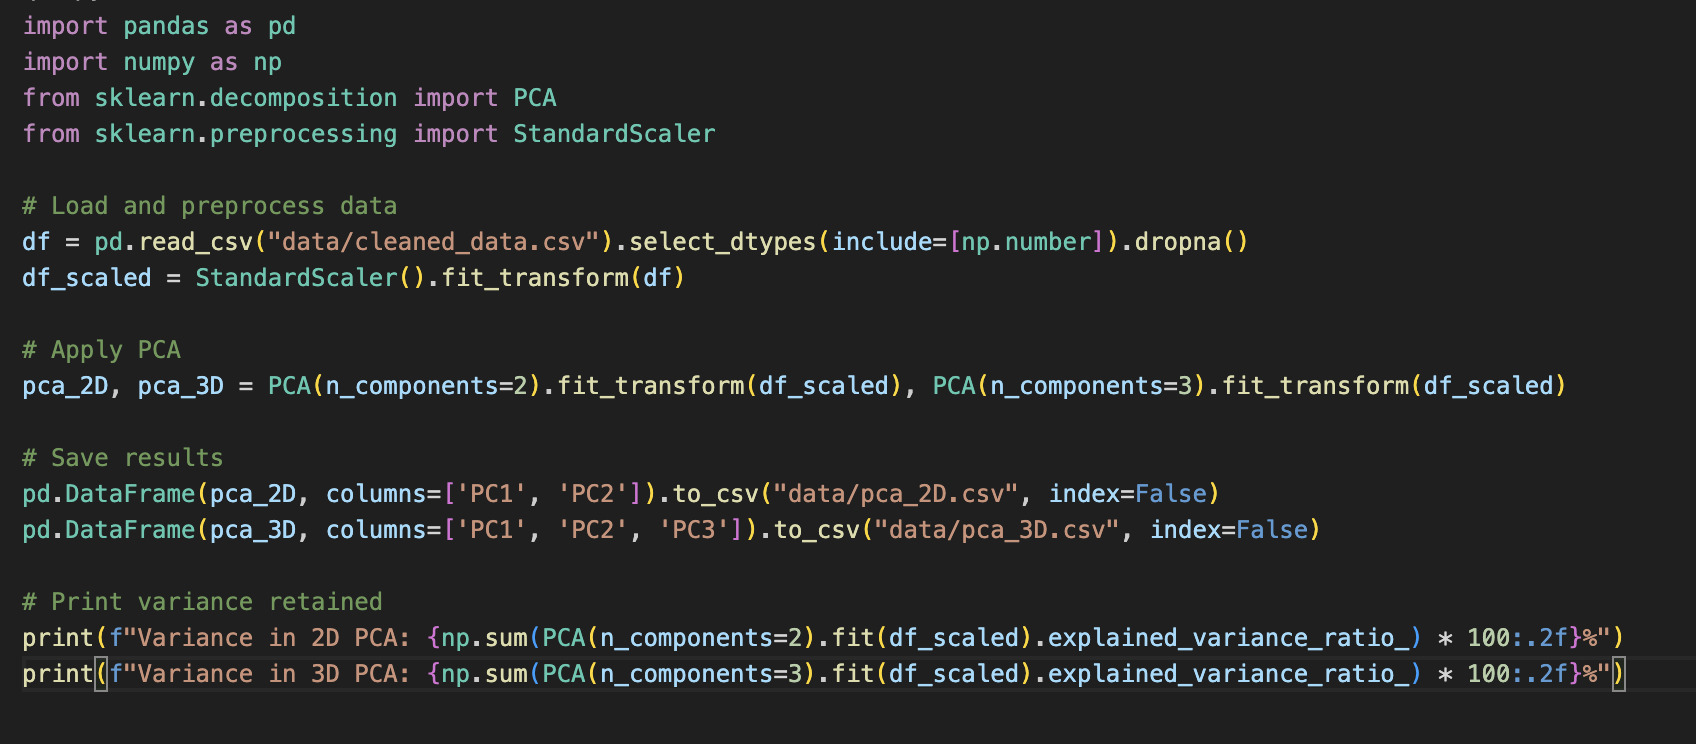 import pandas as pd
import numpy as np
from sklearn.decomposition import PCA
from sklearn.preprocessing import StandardScaler
# Load and preprocess data
df = pd.read_csv("data/cleaned_data.csv").select_dtypes(include=[np.number]).dropna()
df_scaled = StandardScaler().fit_transform(df)
# Apply PCA
pca_2D, pca_3D = PCA(n_components=2).fit_transform(df_scaled), PCA(n_components=3).fit_transform(df_scaled)
# Save results
pd.DataFrame(pca_2D, columns=['PC1', 'PC2']).to_csv("data/pca_2D.csv", index=False)
pd.DataFrame(pca_3D, columns=['PC1', 'PC2', 'PC3']).to_csv("data/pca_3D.csv", index=False)
# Print variance retained
print(f"Variance in 2D PCA: {np.sum(PCA(n_components=2).fit(df_scaled).explained_variance_ratio_) * 100:.2f}%")
print(f"Variance in 3D PCA: {np.sum(PCA(n_components=3).fit(df_scaled).explained_variance_ratio_) * 100:.2f}%")